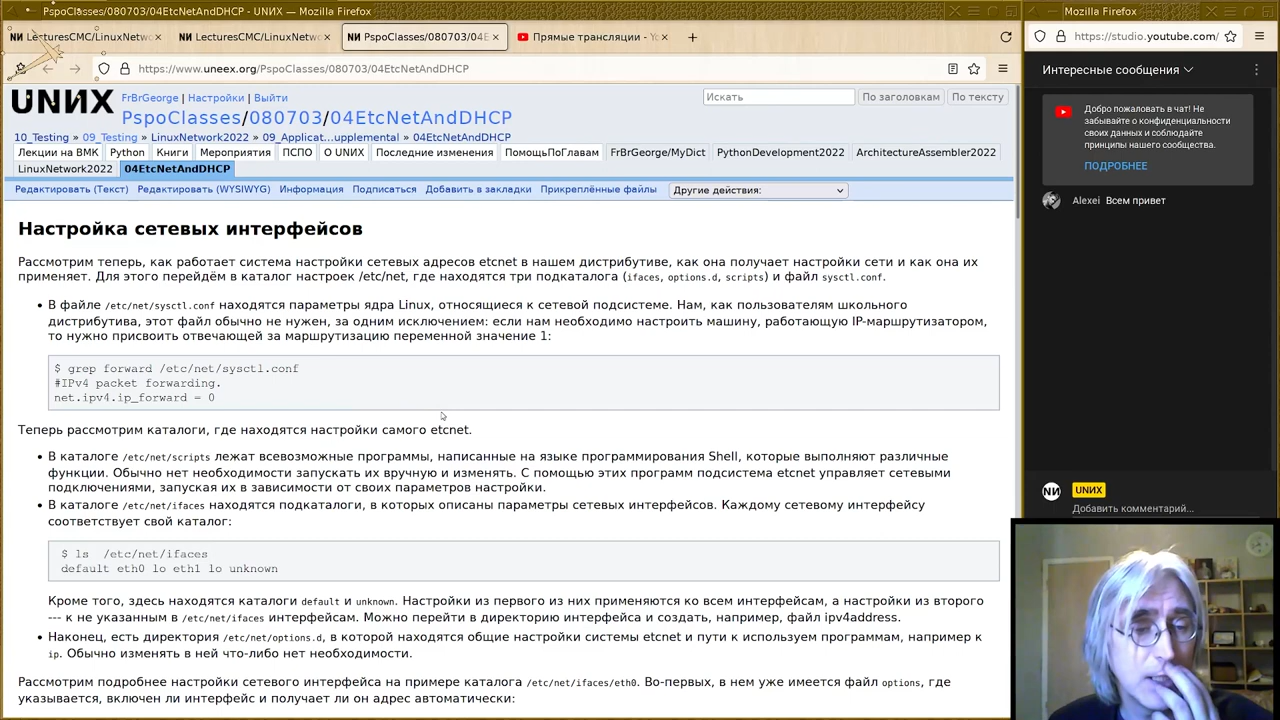 PspoClasses/080703/04EtcNetAndDHCP - UNИX — Mozilla Firefox
LecturesCMC/LinuxNetwo
LecturesCMC/LinuxNetwo
PspoClasses/080703/04E
Прямые трансляции - Yo
https://www.uneex.org/PspoClasses/080703/04EtcNetAndDHCP
UNИX
FrBrGeorge | Настройки | Выйти
Искать
По заголовкам
По тексту
PspoClasses/080703/04EtcNetAndDHCP
10_Testing » 09_Testing » LinuxNetwork2022 » 09_Applicat...upplemental » 04EtcNetAndDHCP
Лекции на ВМК Python Книги Мероприятия ПСПО О UNIX Последние изменения ПомощьПоГлавам FrBrGeorge/MyDict PythonDevelopment2022 ArchitectureAssembler2022
LinuxNetwork2022 04EtcNetAndDHCP
Редактировать (Текст) Редактировать (WYSIWYG) Информация Подписаться Добавить в закладки Прикреплённые файлы Другие действия:
Настройка сетевых интерфейсов
Рассмотрим теперь, как работает система настройки сетевых адресов etcnet в нашем дистрибутиве, как она получает настройки сети и как она их
применяет. Для этого перейдём в каталог настроек /etc/net, где находятся три подкаталога (ifaces, options.d, scripts) и файл sysctl.conf.
• В файле /etc/net/sysctl.conf находятся параметры ядра Linux, относящиеся к сетевой подсистеме. Нам, как пользователям школьного
дистрибутива, этот файл обычно не нужен, за одним исключением: если нам необходимо настроить машину, работающую IP-маршрутизатором,
то нужно присвоить отвечающей за маршрутизацию переменной значение 1:
$ grep forward /etc/net/sysctl.conf
#IPv4 packet forwarding.
net.ipv4.ip_forward = 0
Теперь рассмотрим каталоги, где находятся настройки самого etcnet.
• В каталоге /etc/net/scripts лежат всевозможные программы, написанные на языке программирования Shell, которые выполняют различные
функции. Обычно нет необходимости запускать их вручную и изменять. С помощью этих программ подсистема etcnet управляет сетевыми
подключениями, запуская их в зависимости от своих параметров настройки.
• В каталоге /etc/net/ifaces находятся подкаталоги, в которых описаны параметры сетевых интерфейсов. Каждому сетевому интерфейсу
соответствует свой каталог:
$ ls  /etc/net/ifaces
default eth0 lo eth1 lo unknown
Кроме того, здесь находятся каталоги default и unknown. Настройки из первого из них применяются ко всем интерфейсам, а настройки из второго
--- к не указанным в /etc/net/ifaces интерфейсам. Можно перейти в директорию интерфейса и создать, например, файл ipv4address.
• Наконец, есть директория /etc/net/options.d, в которой находятся общие настройки системы etcnet и пути к используем программам, например к
ip. Обычно изменять в ней что-либо нет необходимости.
Рассмотрим подробнее настройки сетевого интерфейса на примере каталога /etc/net/ifaces/eth0. Во-первых, в нем уже имеется файл options, где
указывается, включен ли интерфейс и получает ли он адрес автоматически:
Mozilla Firefox
https://studio.youtube.com/
Интересные сообщения
Добро пожаловать в чат! Не
забывайте о конфиденциальности
своих данных и соблюдайте
принципы нашего сообщества.
ПОДРОБНЕЕ
Alexei Всем привет
NИ UNИX
Добавить комментарий...